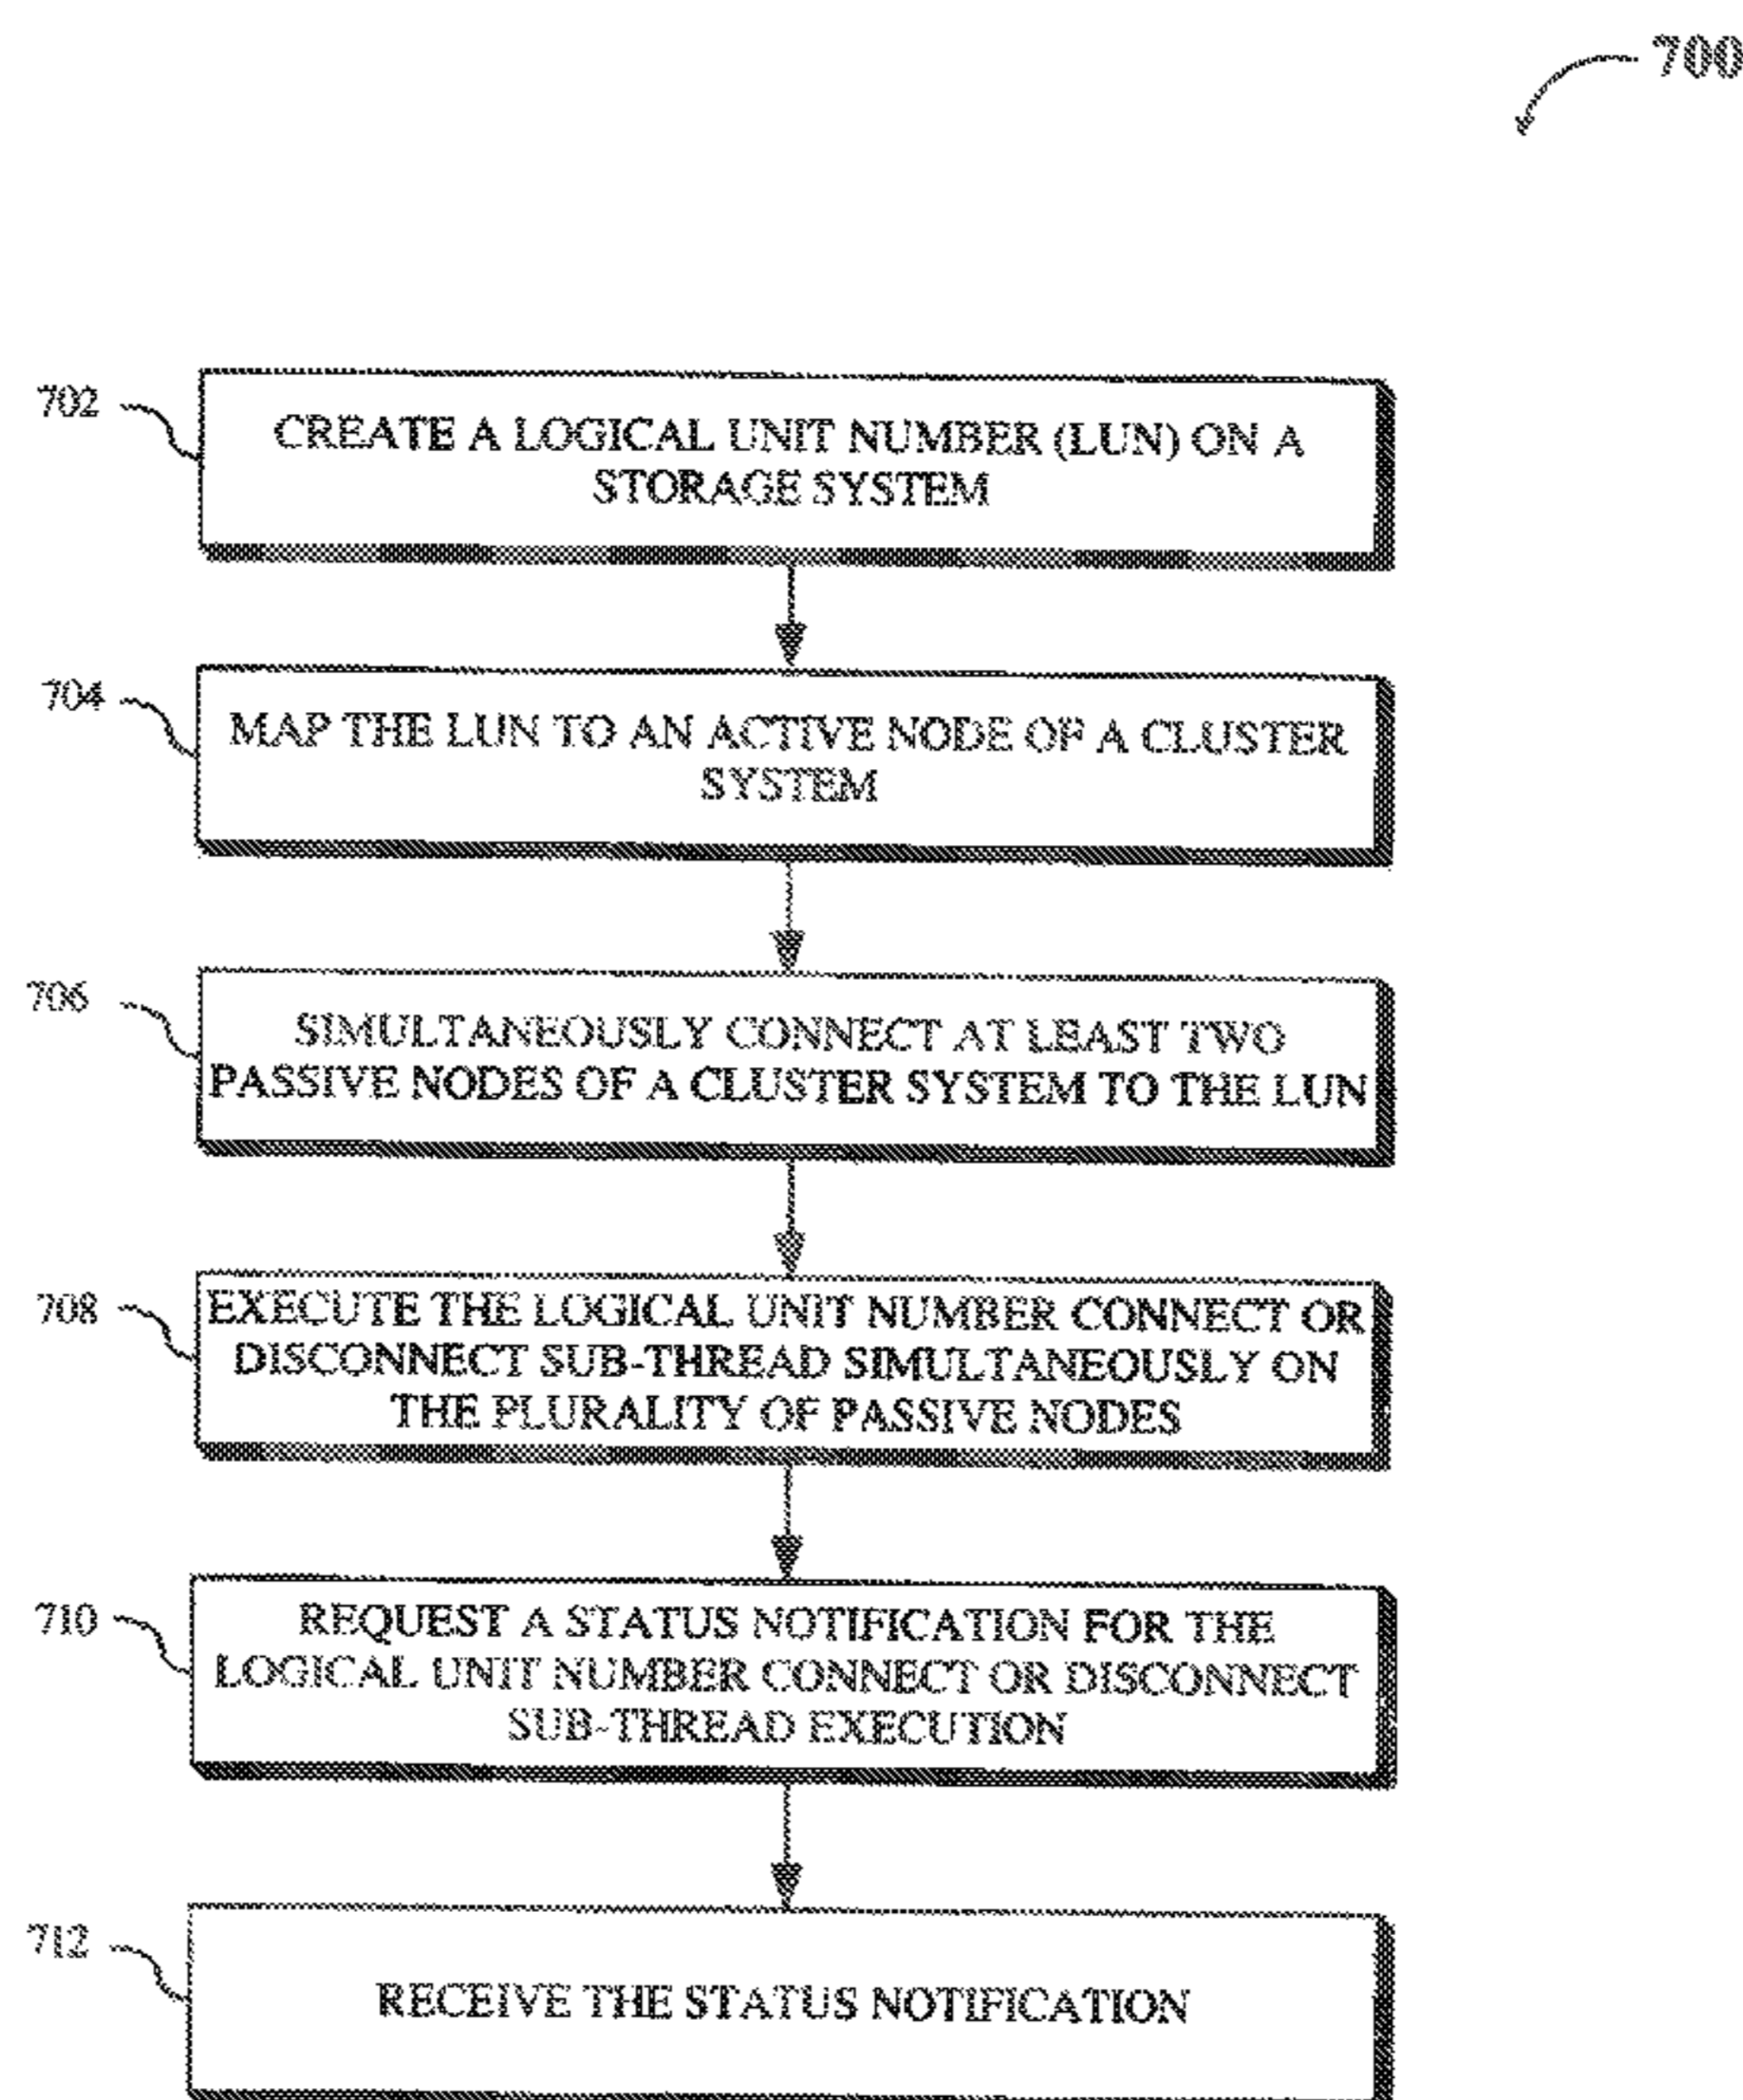 700
702
CREATE A LOGICAL UNIT NUMBER (LUN) ON A
STORAGE SYSTEM
704
MAP THE LUN TO AN ACTIVE NODE OF A CLUSTER
SYSTEM
706
SIMULTANEOUSLY CONNECT AT LEAST TWO
PASSIVE NODES OF A CLUSTER SYSTEM TO THE LUN
708
EXECUTE THE LOGICAL UNIT NUMBER CONNECT OR
DISCONNECT SUB-THREAD SIMULTANEOUSLY ON
THE PLURALITY OF PASSIVE NODES
710
REQUEST A STATUS NOTIFICATION FOR THE
LOGICAL UNIT NUMBER CONNECT OR DISCONNECT
SUB-THREAD EXECUTION
712
RECEIVE THE STATUS NOTIFICATION